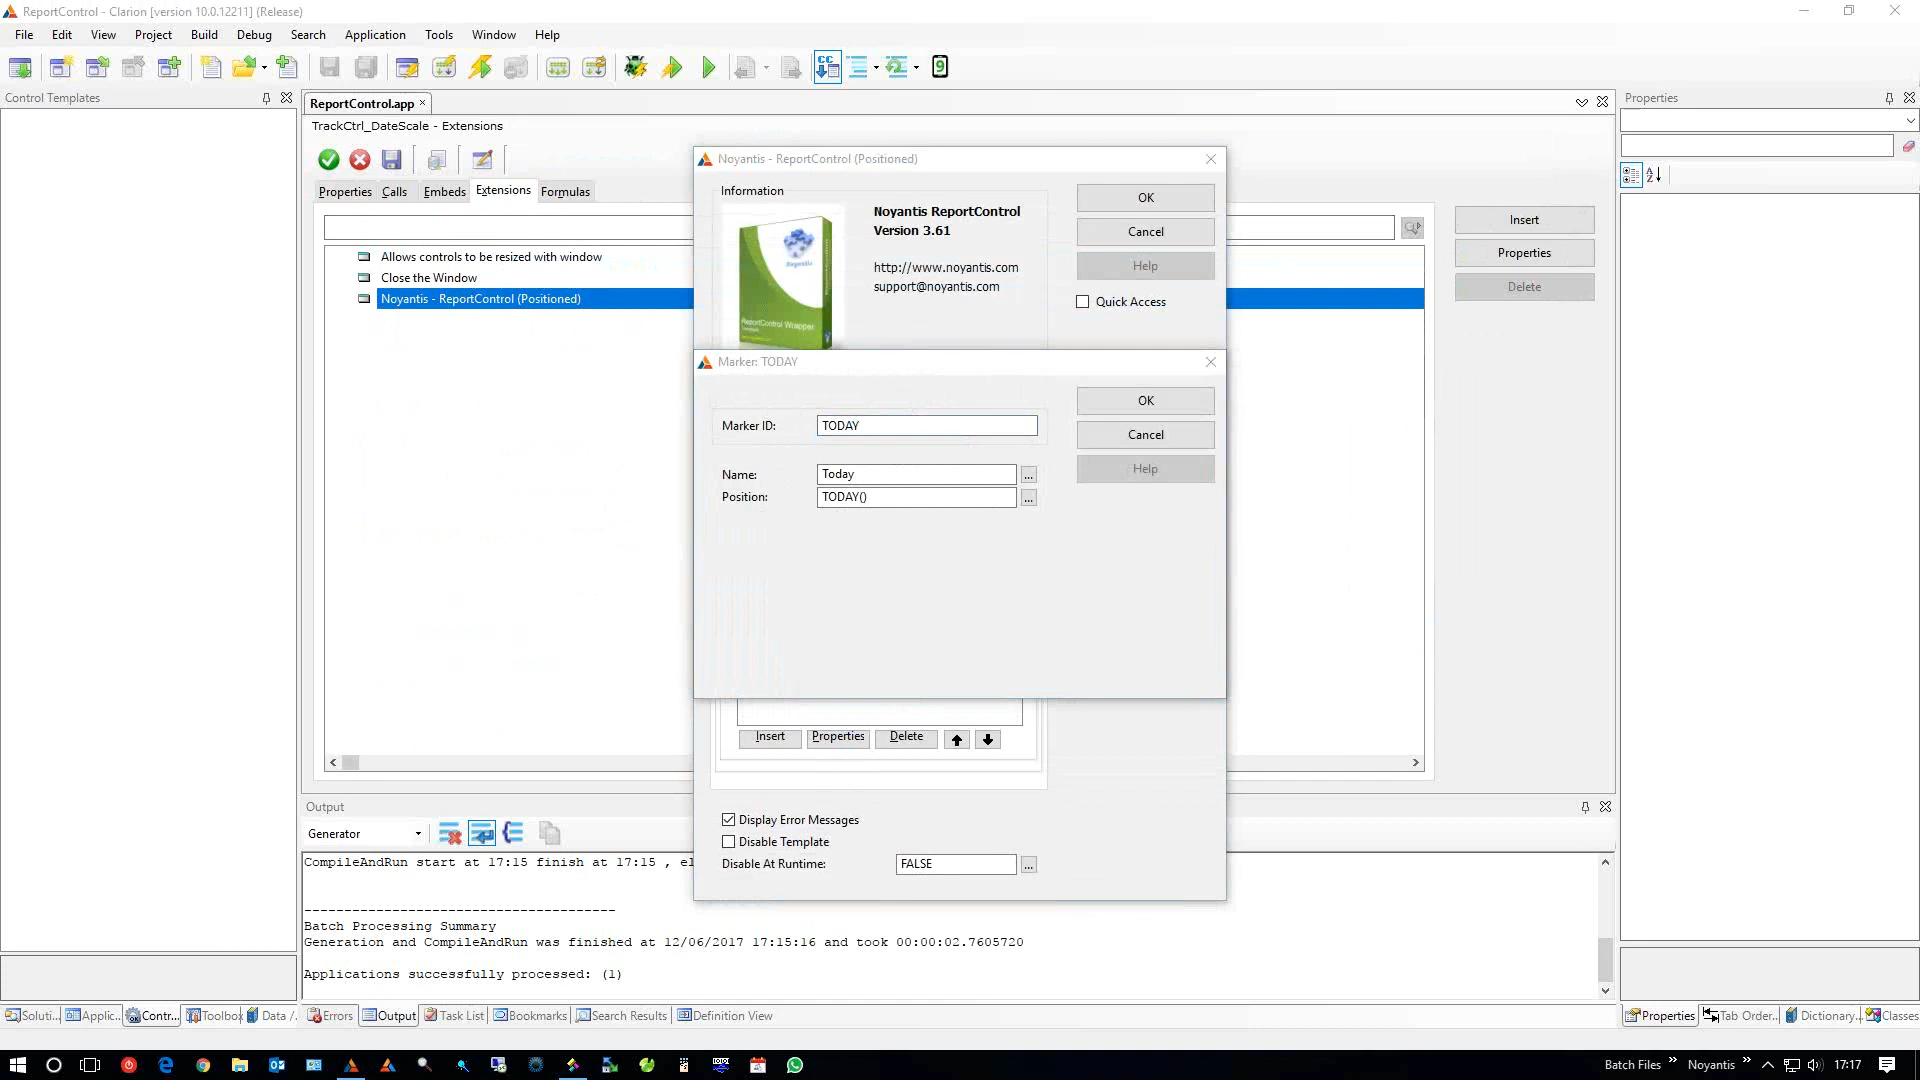 ReportControl - Clarion [version 10.0.12211] (Release)
File Edit View Project Build Debug Search Application Tools Window Help
Control Templates
ReportControl.app
Properties
TrackCtrl_DateScale - Extensions
Properties Calls Embeds Extensions Formulas
Allows controls to be resized with window
Close the Window
Noyantis - ReportControl (Positioned)
Insert
Properties
Delete
Noyantis - ReportControl (Positioned)
Information
Noyantis ReportControl
Version 3.61
http://www.noyantis.com
support@noyantis.com
Noyantis
ReportControl Wrapper
OK
Cancel
Help
Quick Access
Marker: TODAY
Marker ID: TODAY
Name: Today ...
Position: TODAY() ...
OK
Cancel
Help
Insert Properties Delete
Display Error Messages
Disable Template
Disable At Runtime: FALSE ...
Output
Generator
CompileAndRun start at 17:15 finish at 17:15 , el
---------------------------------------
Batch Processing Summary
Generation and CompileAndRun was finished at 12/06/2017 17:15:16 and took 00:00:02.7605720
Applications successfully processed: (1)
Soluti... Applic... Contr... Toolbox Data /...
Errors Output Task List Bookmarks Search Results Definition View
Properties Tab Order... Dictionary... Classes
Batch Files » Noyantis » 17:17